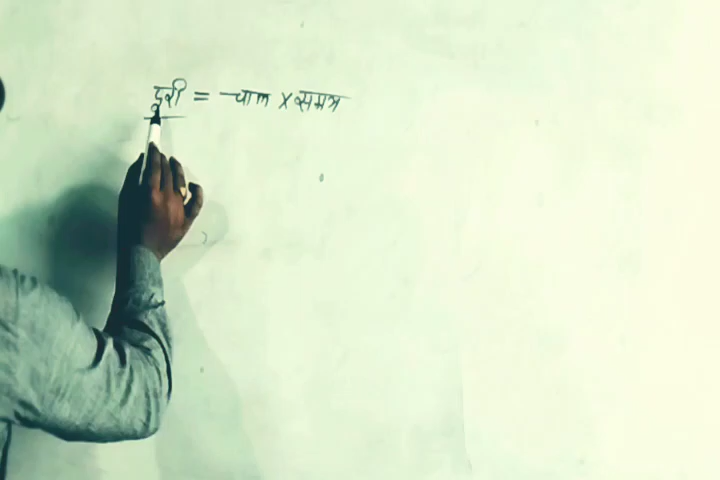 दूरी = चाल × समय